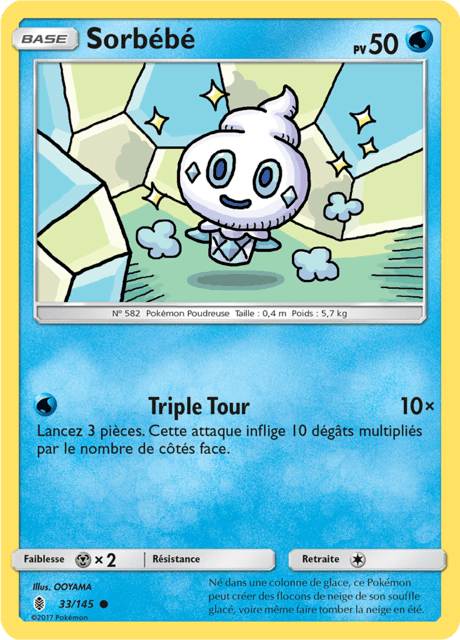 BASE Sorbébé PV 50
N° 582 Pokémon Poudreuse Taille : 0,4 m Poids : 5,7 kg
Triple Tour 10×
Lancez 3 pièces. Cette attaque inflige 10 dégâts multipliés
par le nombre de côtés face.
Faiblesse × 2 Résistance Retraite
Illus. OOYAMA
33/145
©2017 Pokémon
Né dans une colonne de glace, ce Pokémon
peut créer des flocons de neige de son souffle
glacé, voire même faire tomber la neige en été.